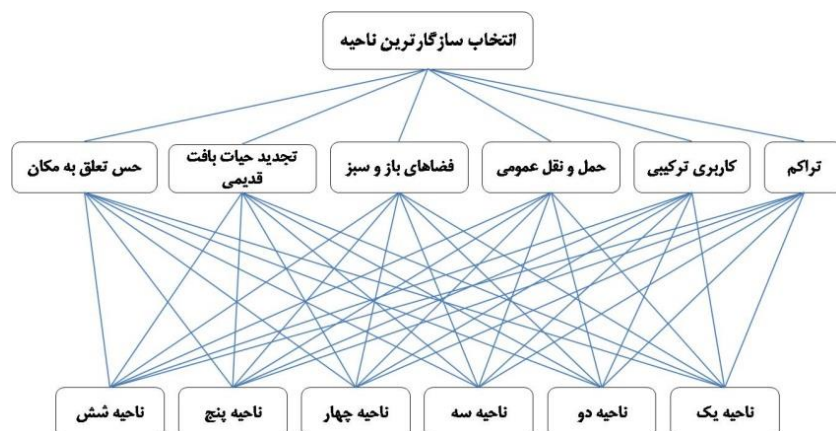 انتخاب سازگارترین ناحیه
تراکم
کاربری ترکیبی
حمل و نقل عمومی
فضاهای باز و سبز
تجدید حیات بافت
قدیمی
حس تعلق به مکان
ناحیه یک
ناحیه دو
ناحیه سه
ناحیه چهار
ناحیه پنج
ناحیه شش